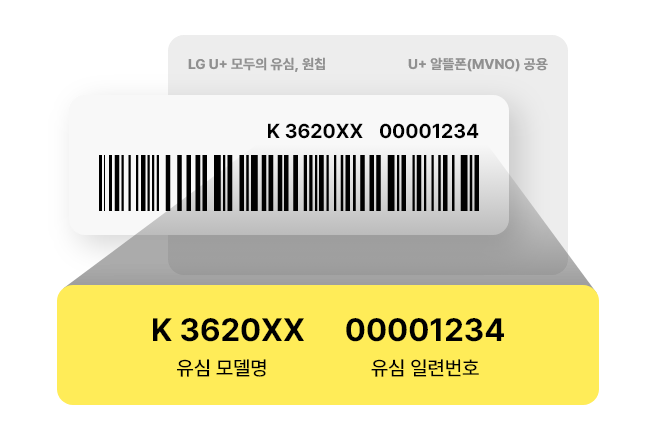 LG U+ 모두의 유심, 원칩 U+ 알뜰폰(MVNO) 공용
K 3620XX 00001234
K 3620XX 00001234
유심 모델명 유심 일련번호